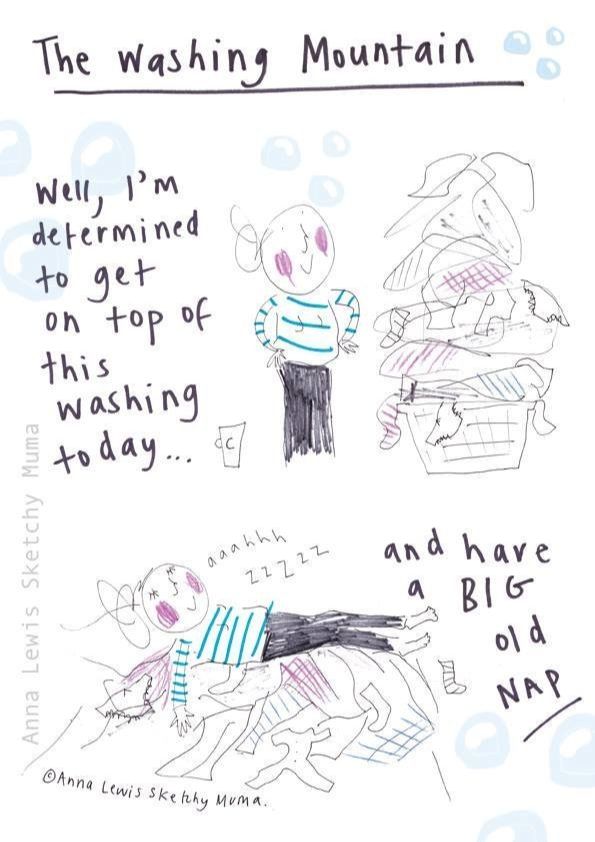 The Washing Mountain
Well, I'm
determined
to get
on top of
this
washing
today...
C
aaahhh
zzzzz
and have
a BIG
old
NAP
©Anna Lewis Sketchy Muma.
Anna Lewis Sketchy Muma